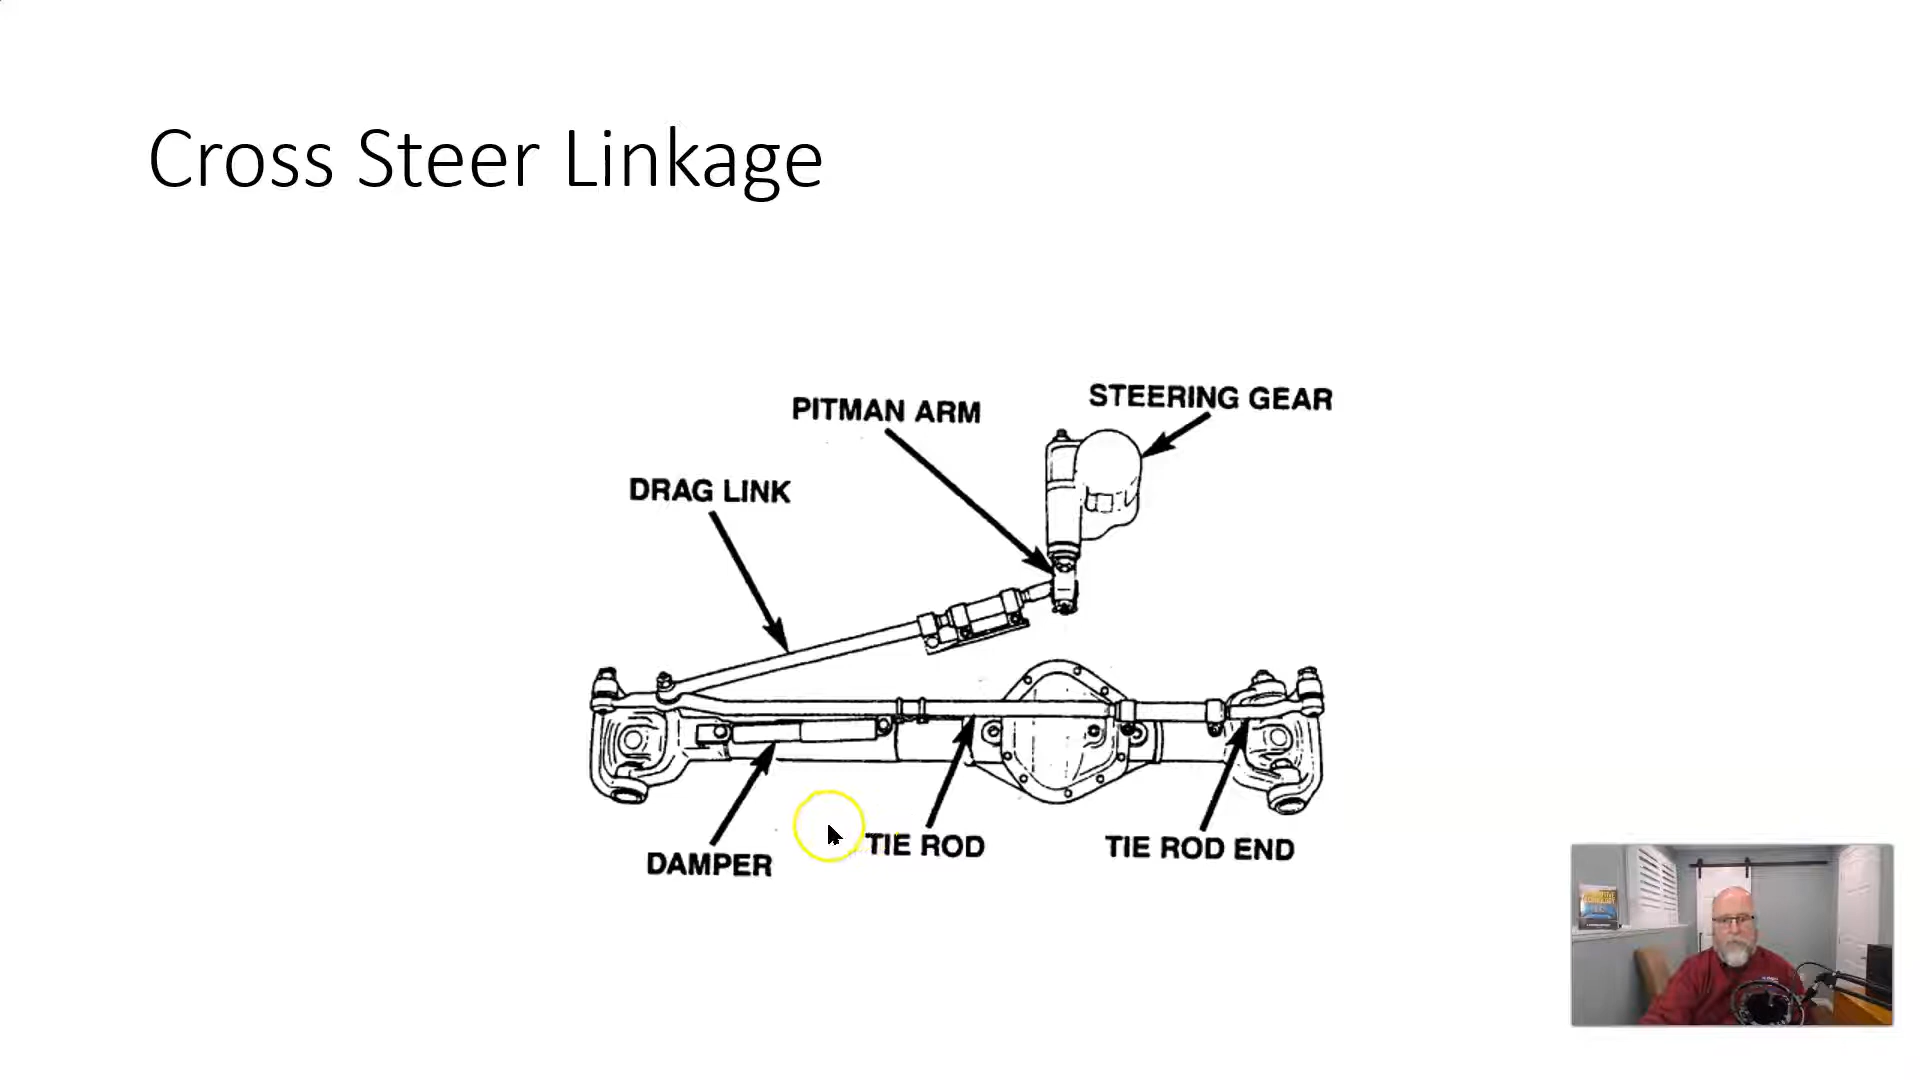 Cross Steer Linkage
PITMAN ARM
STEERING GEAR
DRAG LINK
DAMPER
TIE ROD
TIE ROD END